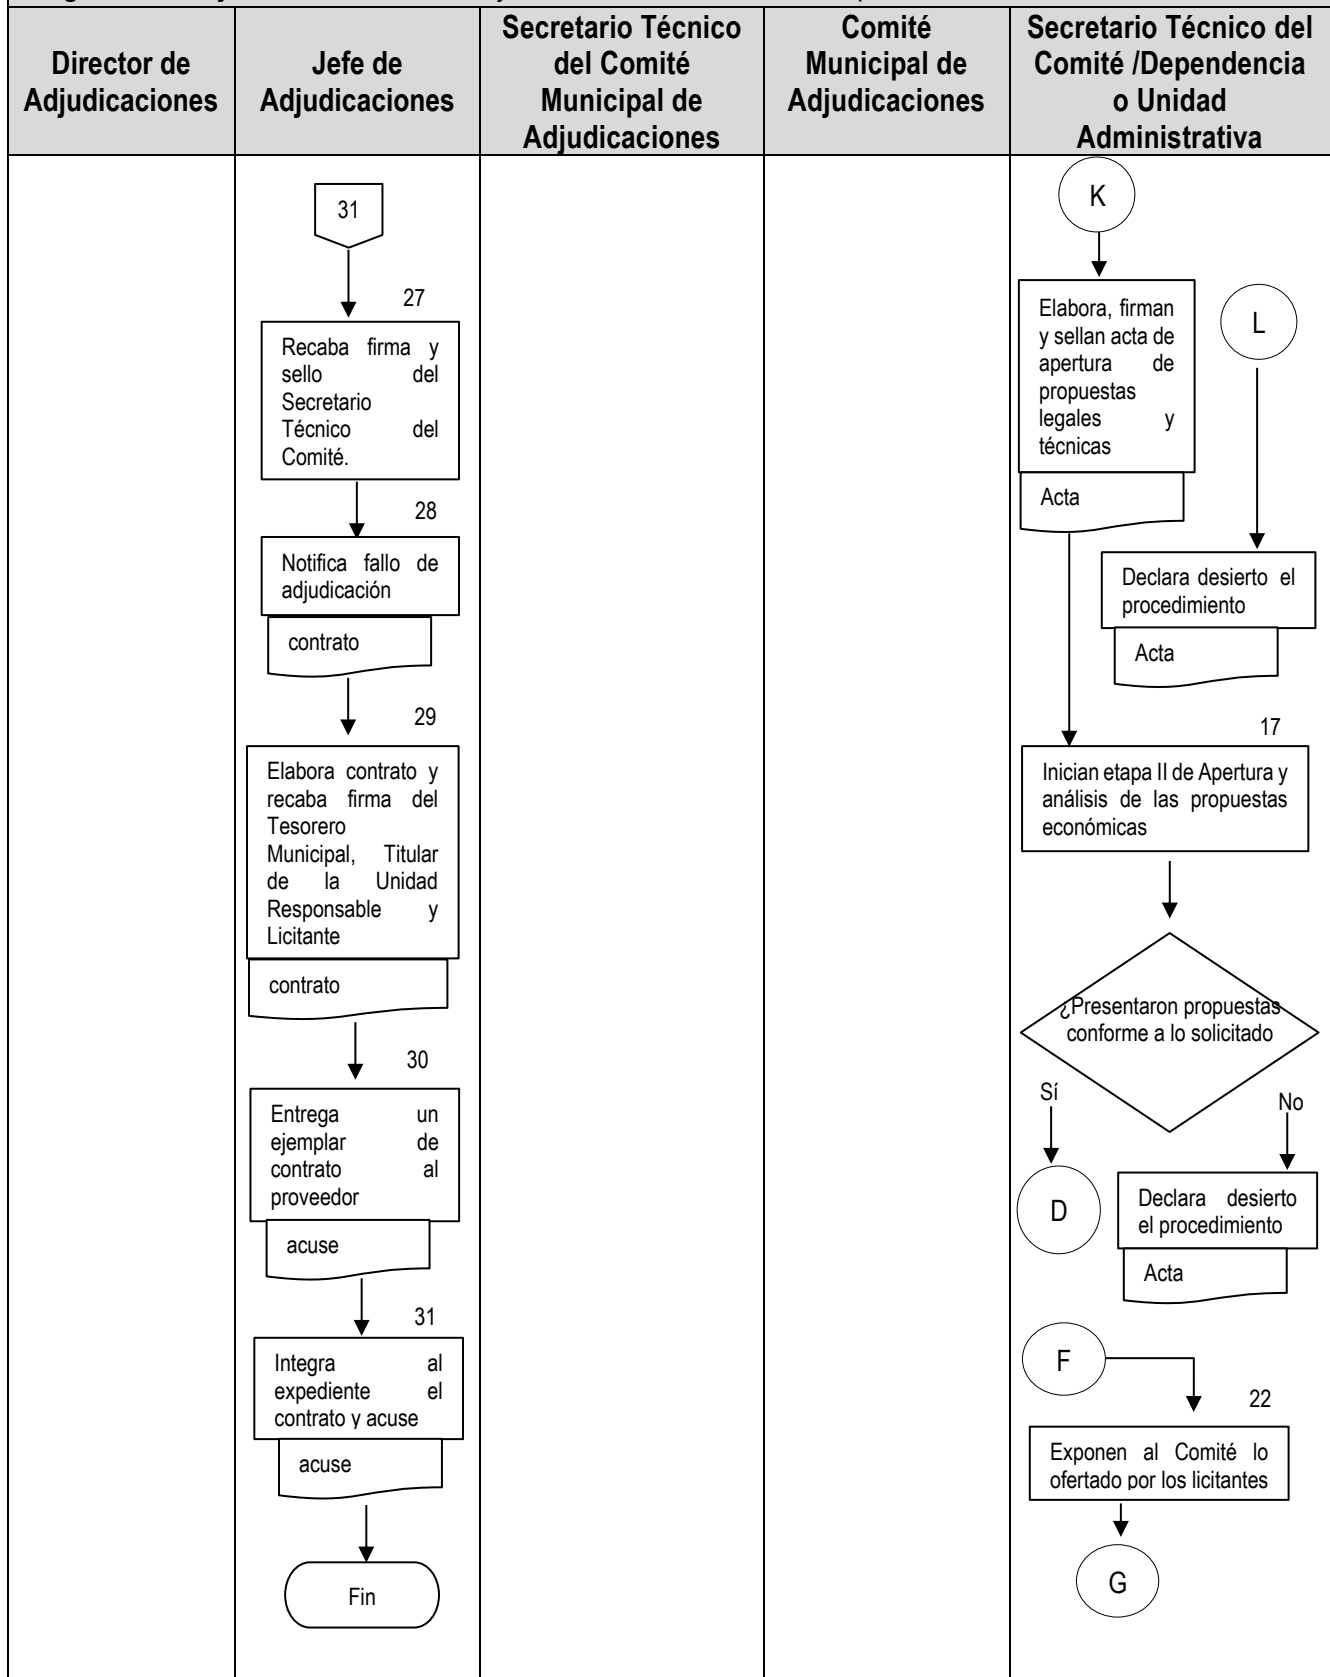 Director de
Adjudicaciones
Jefe de
Adjudicaciones
Secretario Técnico
del Comité
Municipal de
Adjudicaciones
Comité
Municipal de
Adjudicaciones
Secretario Técnico del
Comité /Dependencia
o Unidad
Administrativa
31
27
Recaba firma y
sello del
Secretario
Técnico del
Comité.
28
Notifica fallo de
adjudicación
contrato
29
Elabora contrato y
recaba firma del
Tesorero
Municipal, Titular
de la Unidad
Responsable y
Licitante
contrato
30
Entrega un
ejemplar de
contrato al
proveedor
acuse
31
Integra al
expediente el
contrato y acuse
acuse
Fin
K
Elabora, firman
y sellan acta de
apertura de
propuestas
legales y
técnicas
Acta
L
Declara desierto el
procedimiento
Acta
17
Inician etapa II de Apertura y
análisis de las propuestas
económicas
¿Presentaron propuestas
conforme a lo solicitado
Sí
No
D
Declara desierto
el procedimiento
Acta
F
22
Exponen al Comité lo
ofertado por los licitantes
G